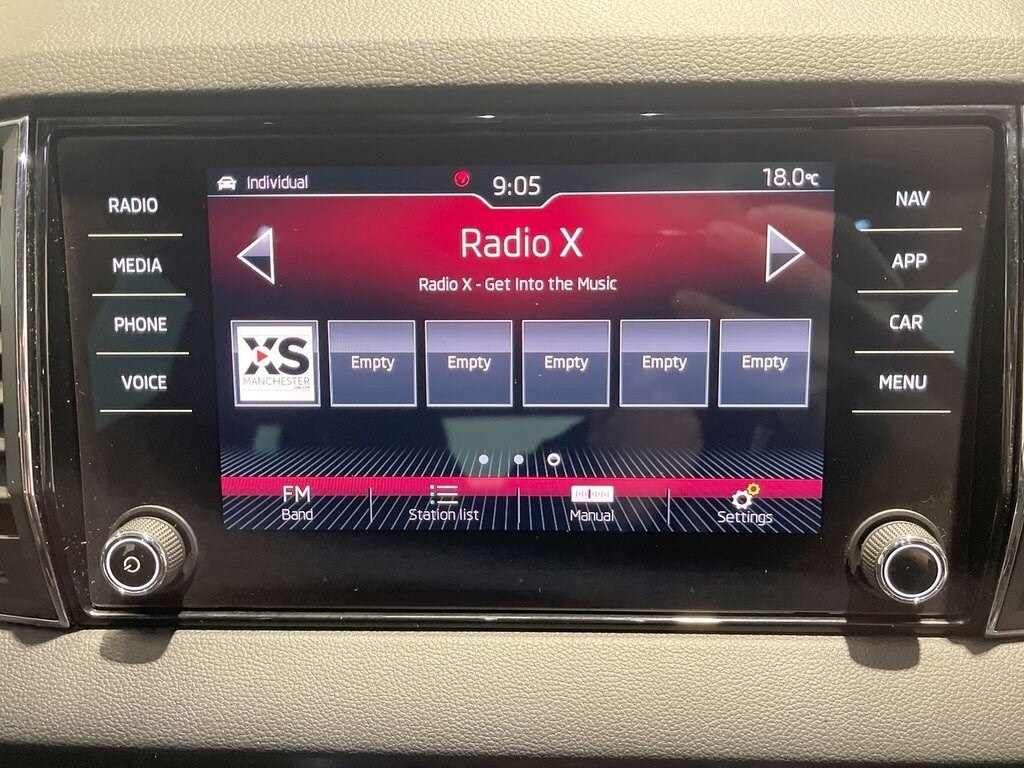 Individual
9:05
18.0°C
RADIO
MEDIA
PHONE
VOICE
NAV
APP
CAR
MENU
Radio X
Radio X - Get Into the Music
XS
MANCHESTER
Empty
Empty
Empty
Empty
Empty
FM
Band
Station list
Manual
Settings